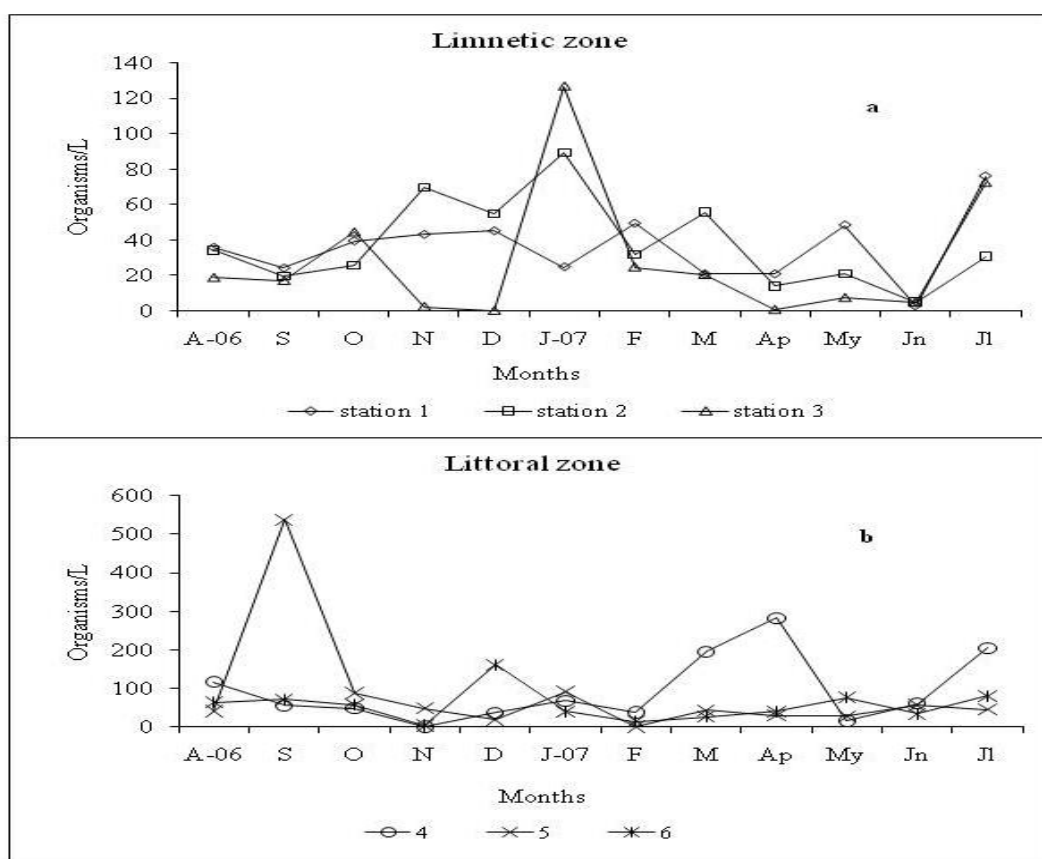 Limnetic zone
a
Organisms/L
140
120
100
80
60
40
20
0
A-06 S O N D J-07 F M Ap My Jn Jl
Months
station 1 station 2 station 3
Littoral zone
b
Organisms/L
600
500
400
300
200
100
0
A-06 S O N D J-07 F M Ap My Jn Jl
Months
4 5 6